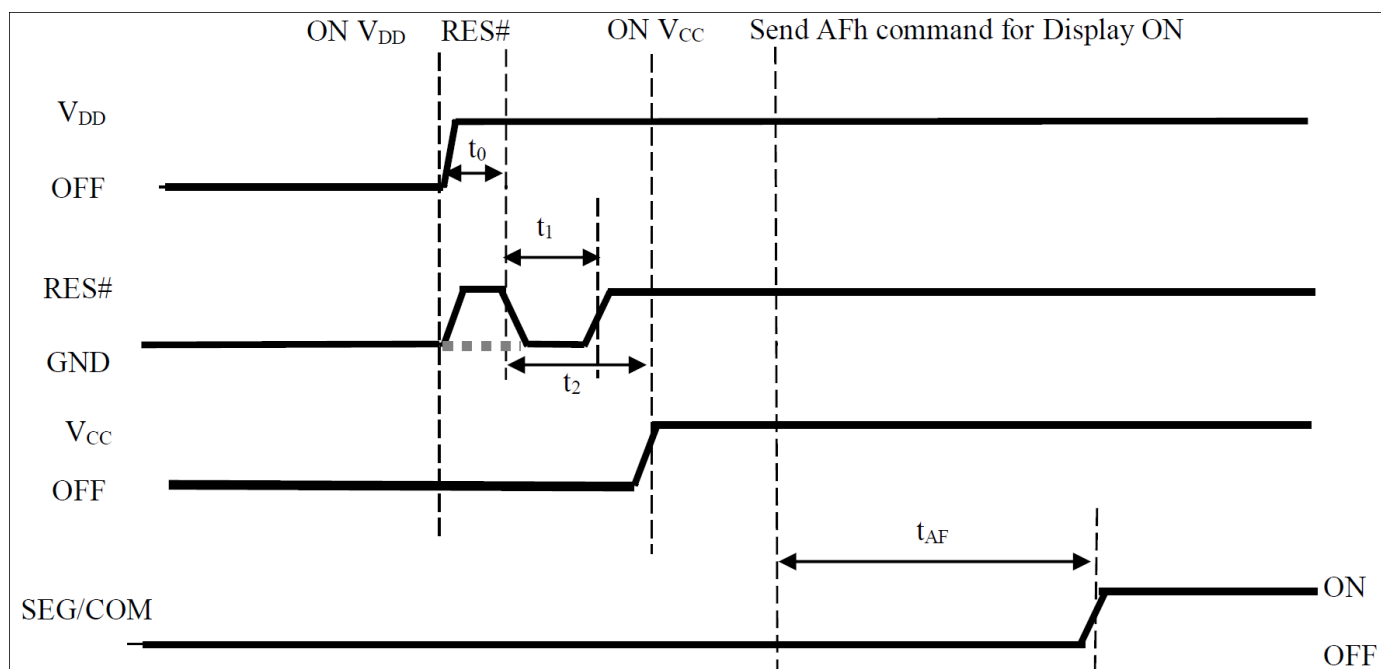 ON VDD RES# ON VCC Send AFh command for Display ON
VDD
t0
OFF
t1
RES#
GND
t2
VCC
OFF
tAF
SEG/COM
ON
OFF